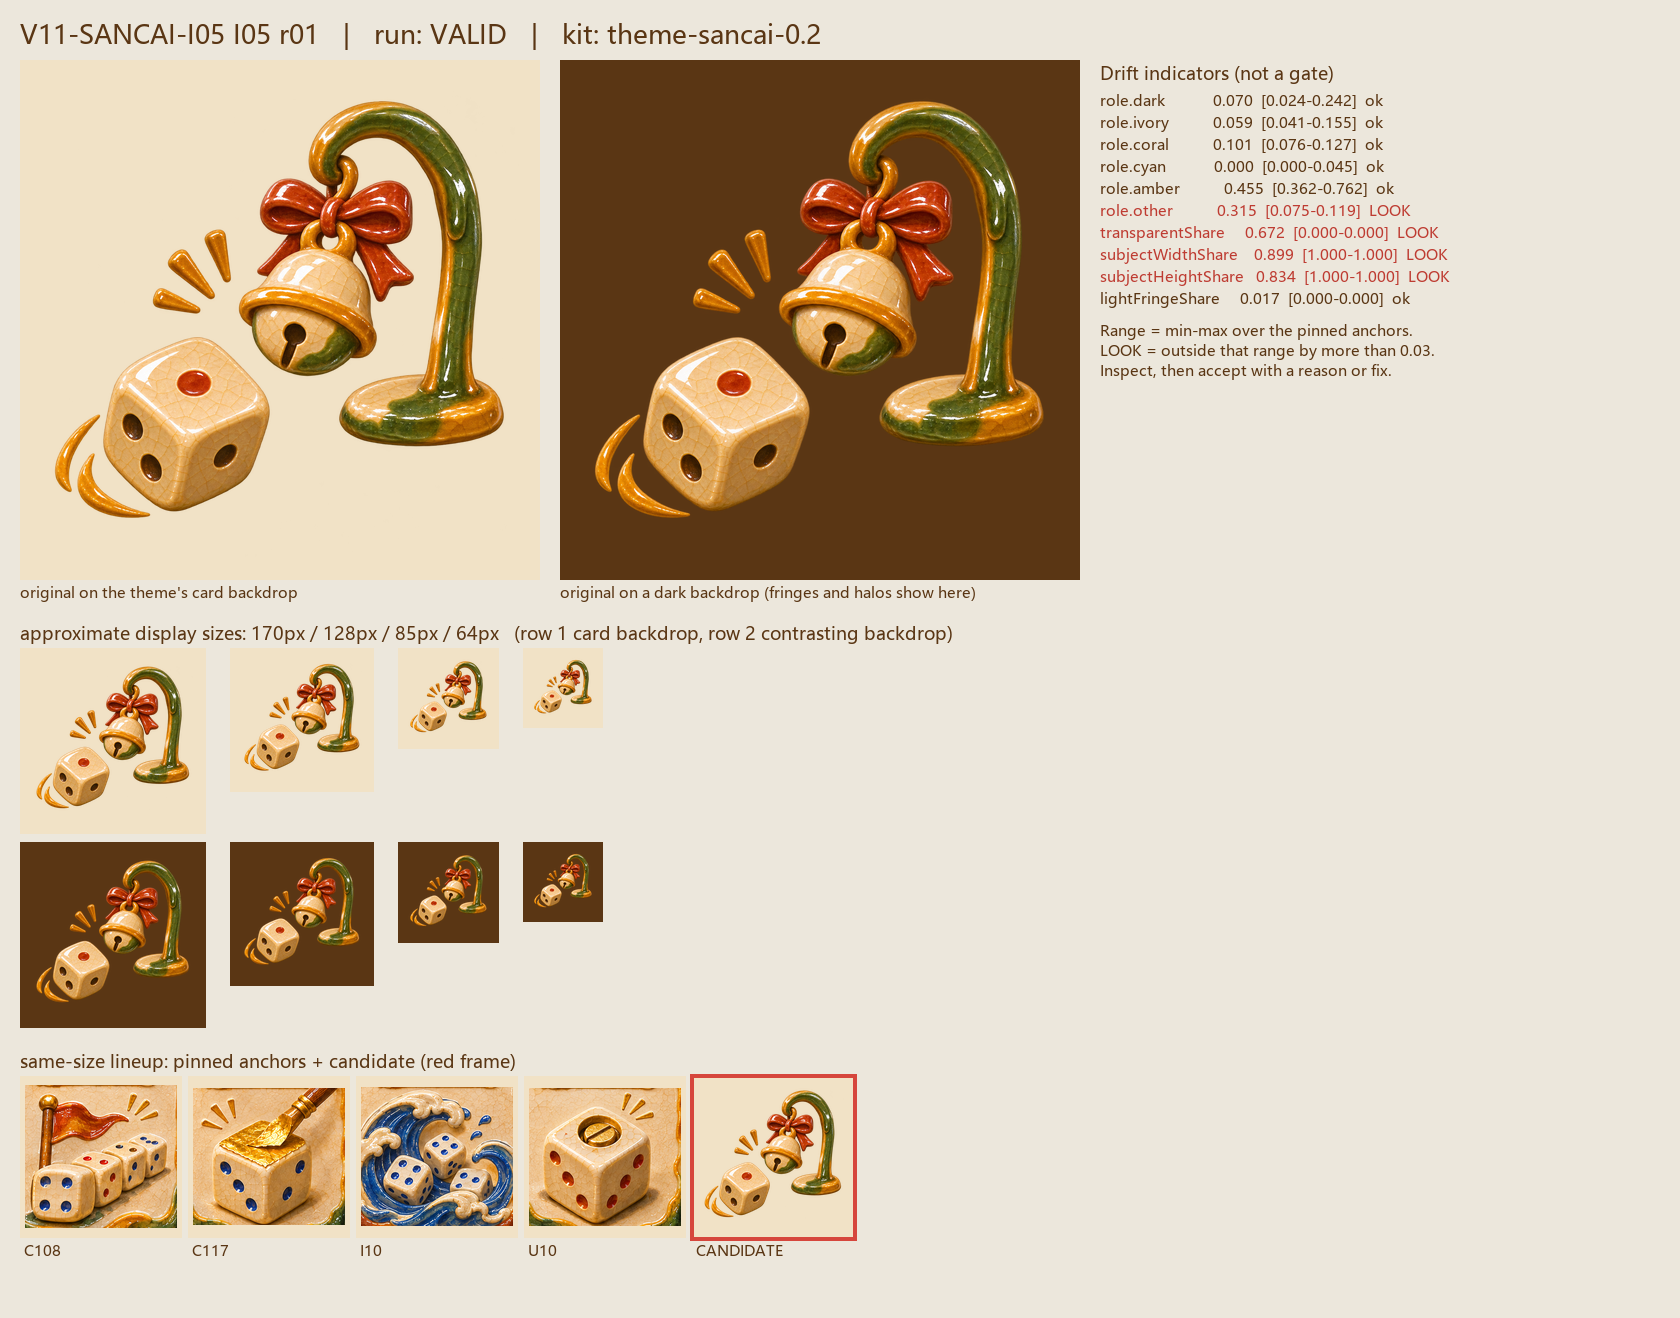 V11-SANCAI-I05 I05 r01 | run: VALID | kit: theme-sancai-0.2
Drift indicators (not a gate)
role.dark 0.070 [0.024-0.242] ok
role.ivory 0.059 [0.041-0.155] ok
role.coral 0.101 [0.076-0.127] ok
role.cyan 0.000 [0.000-0.045] ok
role.amber 0.455 [0.362-0.762] ok
role.other 0.315 [0.075-0.119] LOOK
transparentShare 0.672 [0.000-0.000] LOOK
subjectWidthShare 0.899 [1.000-1.000] LOOK
subjectHeightShare 0.834 [1.000-1.000] LOOK
lightFringeShare 0.017 [0.000-0.000] ok
Range = min-max over the pinned anchors.
LOOK = outside that range by more than 0.03.
Inspect, then accept with a reason or fix.
original on the theme's card backdrop
original on a dark backdrop (fringes and halos show here)
approximate display sizes: 170px / 128px / 85px / 64px (row 1 card backdrop, row 2 contrasting backdrop)
same-size lineup: pinned anchors + candidate (red frame)
C108
C117
I10
U10
CANDIDATE